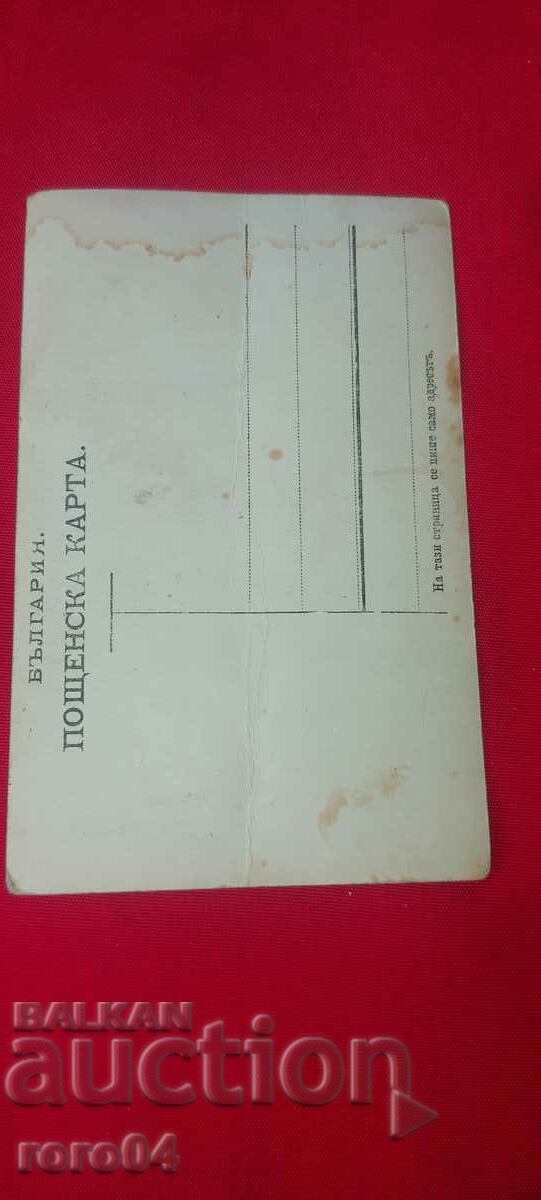 БЪЛГАРИЯ.
ПОЩЕНСКА КАРТА.
На тази страница се пише само адресътъ.
BALKAN
auction
roro04